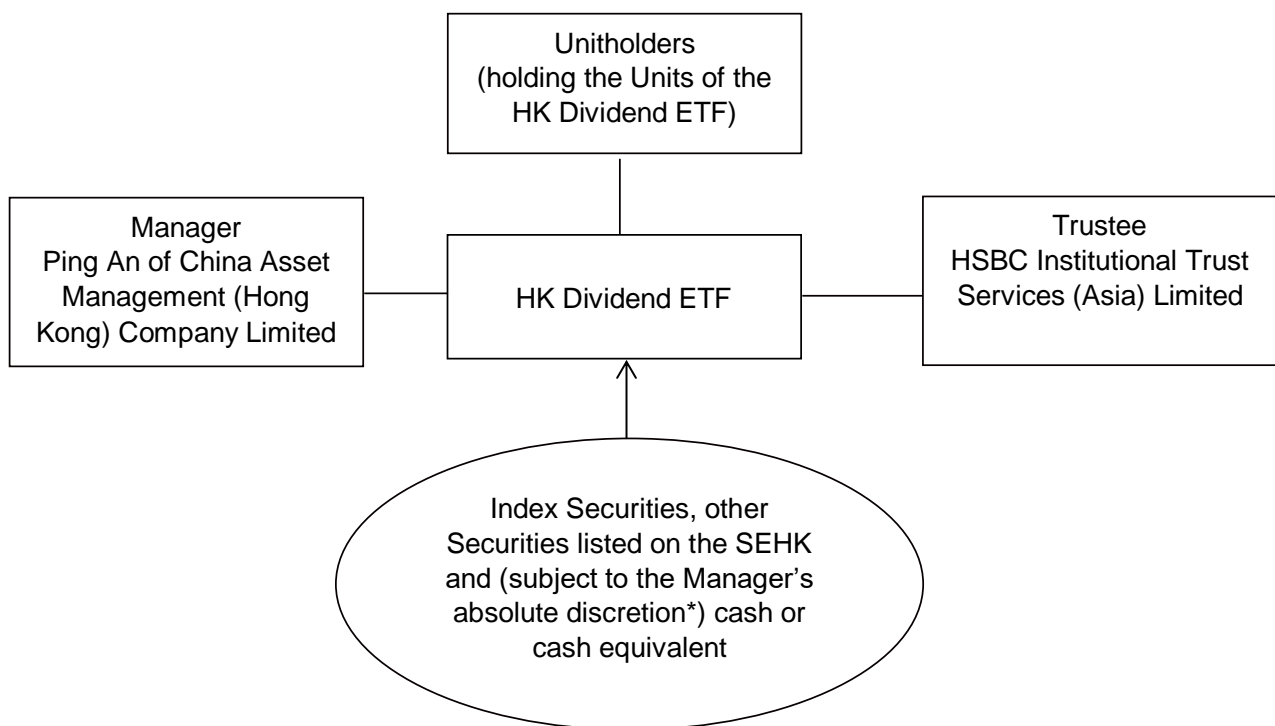 Unitholders
(holding the Units of the
HK Dividend ETF)
Manager
Ping An of China Asset
Management (Hong
Kong) Company Limited
HK Dividend ETF
Trustee
HSBC Institutional Trust
Services (Asia) Limited
Index Securities, other
Securities listed on the SEHK
and (subject to the Manager’s
absolute discretion*) cash or
cash equivalent